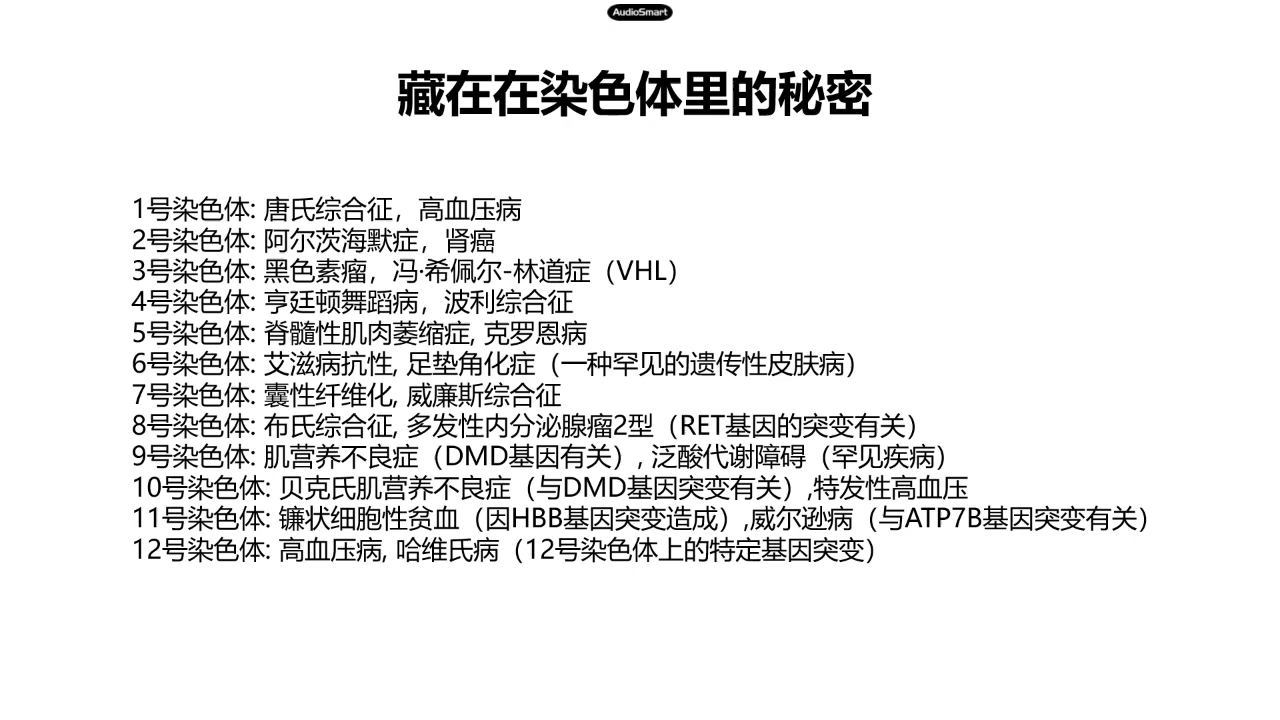 AudioSmart
藏在在染色体里的秘密
1号染色体: 唐氏综合征，高血压病
2号染色体: 阿尔茨海默症，肾癌
3号染色体: 黑色素瘤，冯·希佩尔-林道症（VHL）
4号染色体: 亨廷顿舞蹈病，波利综合征
5号染色体: 脊髓性肌肉萎缩症, 克罗恩病
6号染色体: 艾滋病抗性, 足垫角化症（一种罕见的遗传性皮肤病）
7号染色体: 囊性纤维化, 威廉斯综合征
8号染色体: 布氏综合征, 多发性内分泌腺瘤2型（RET基因的突变有关）
9号染色体: 肌营养不良症（DMD基因有关）, 泛酸代谢障碍（罕见疾病）
10号染色体: 贝克氏肌营养不良症（与DMD基因突变有关）,特发性高血压
11号染色体: 镰状细胞性贫血（因HBB基因突变造成）,威尔逊病（与ATP7B基因突变有关）
12号染色体: 高血压病, 哈维氏病（12号染色体上的特定基因突变）